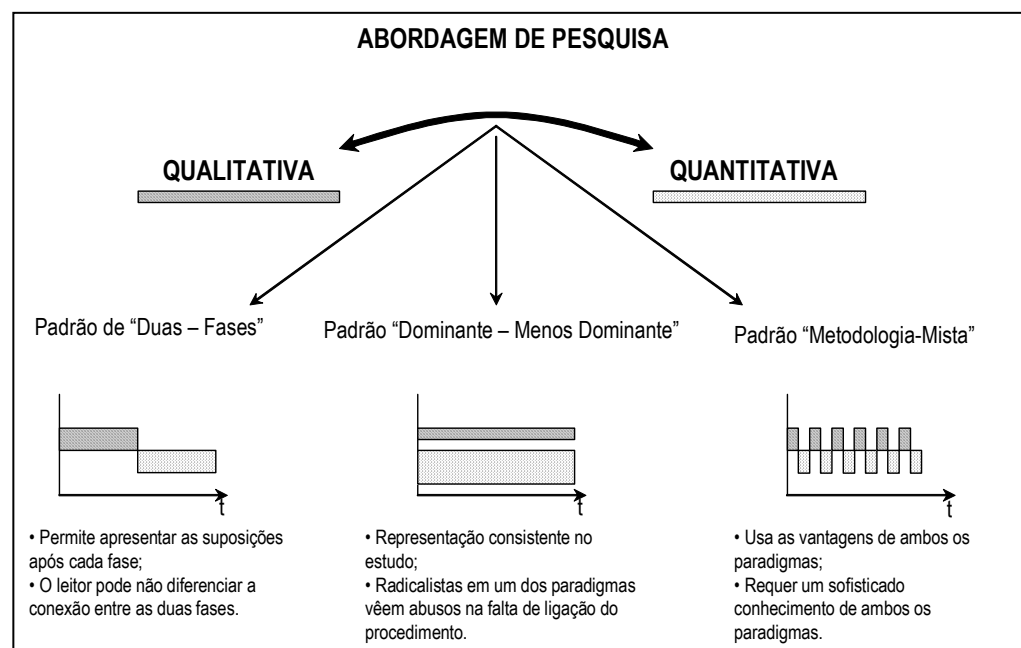 ABORDAGEM DE PESQUISA
QUALITATIVA
QUANTITATIVA
Padrão de “Duas – Fases”
Padrão “Dominante – Menos Dominante”
Padrão “Metodologia-Mista”
t
t
t
• Permite apresentar as suposições
após cada fase;
• O leitor pode não diferenciar a
conexão entre as duas fases.
• Representação consistente no
estudo;
• Radicalistas em um dos paradigmas
vêem abusos na falta de ligação do
procedimento.
• Usa as vantagens de ambos os
paradigmas;
• Requer um sofisticado
conhecimento de ambos os
paradigmas.